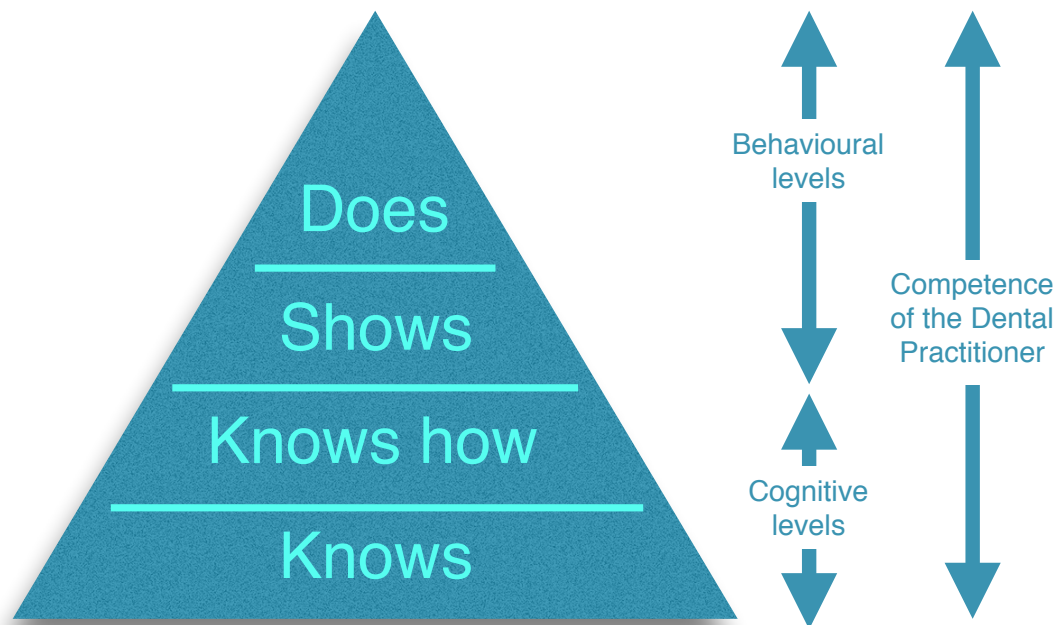 Does
Shows
Knows how
Knows
Behavioural
levels
Cognitive
levels
Competence
of the Dental
Practitioner